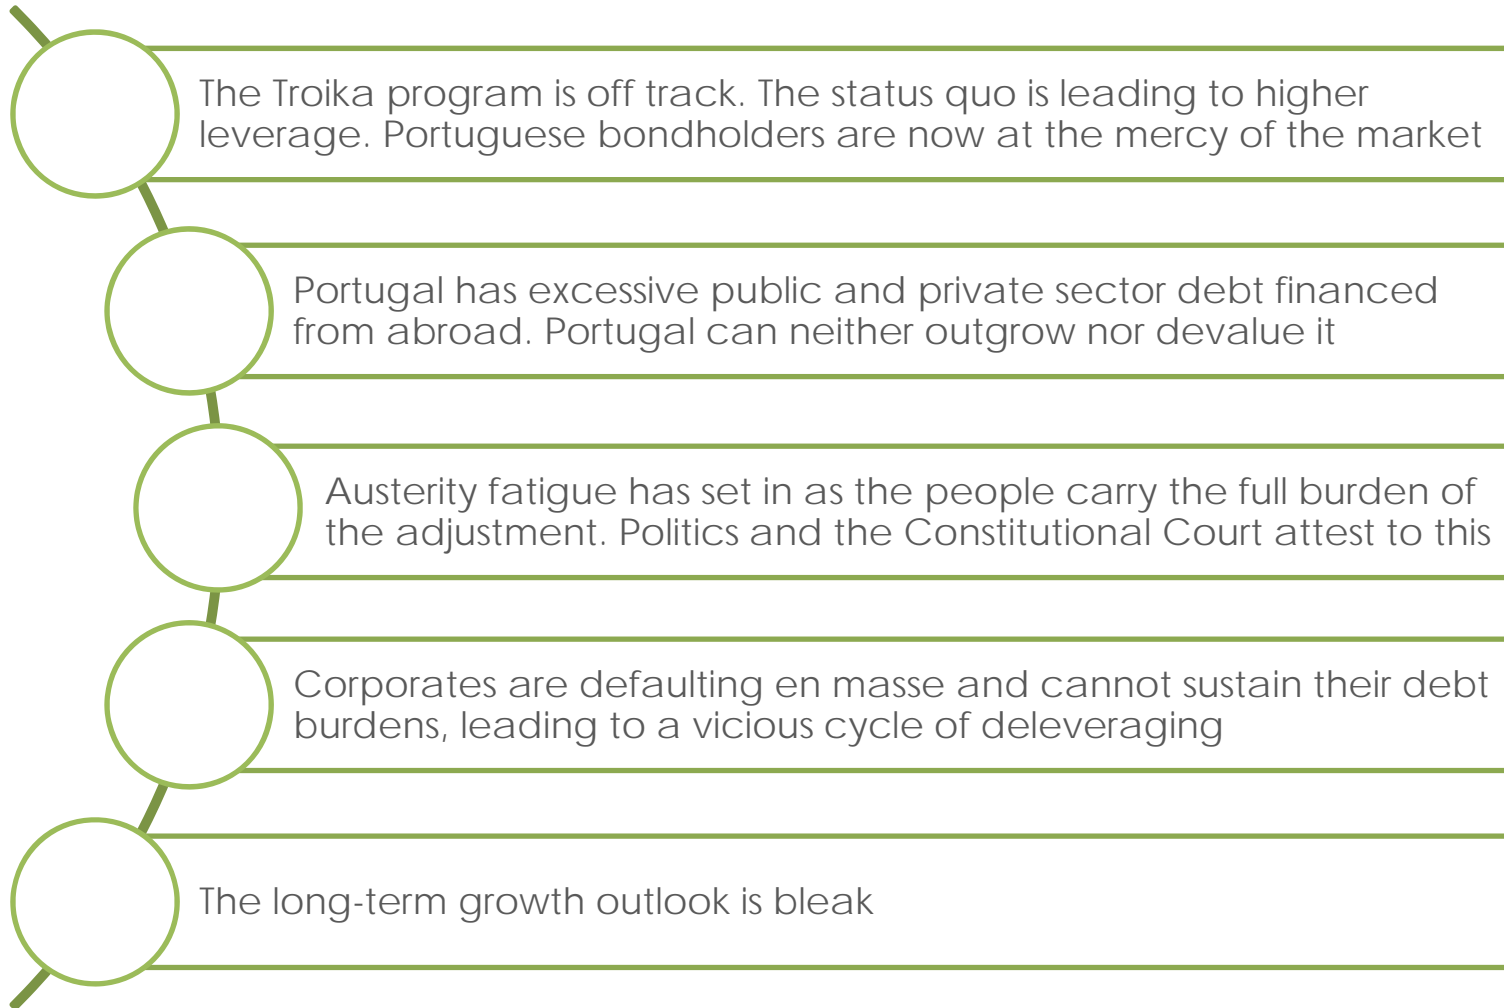 The Troika program is off track. The status quo is leading to higher
leverage. Portuguese bondholders are now at the mercy of the market
Portugal has excessive public and private sector debt financed
from abroad. Portugal can neither outgrow nor devalue it
Austerity fatigue has set in as the people carry the full burden of
the adjustment. Politics and the Constitutional Court attest to this
Corporates are defaulting en masse and cannot sustain their debt
burdens, leading to a vicious cycle of deleveraging
The long-term growth outlook is bleak